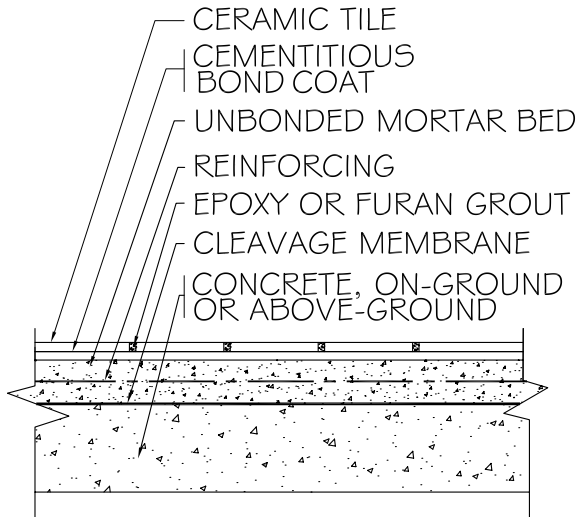 CERAMIC TILE
CEMENTITIOUS
BOND COAT
UNBONDED MORTAR BED
REINFORCING
EPOXY OR FURAN GROUT
CLEAVAGE MEMBRANE
CONCRETE, ON-GROUND
OR ABOVE-GROUND